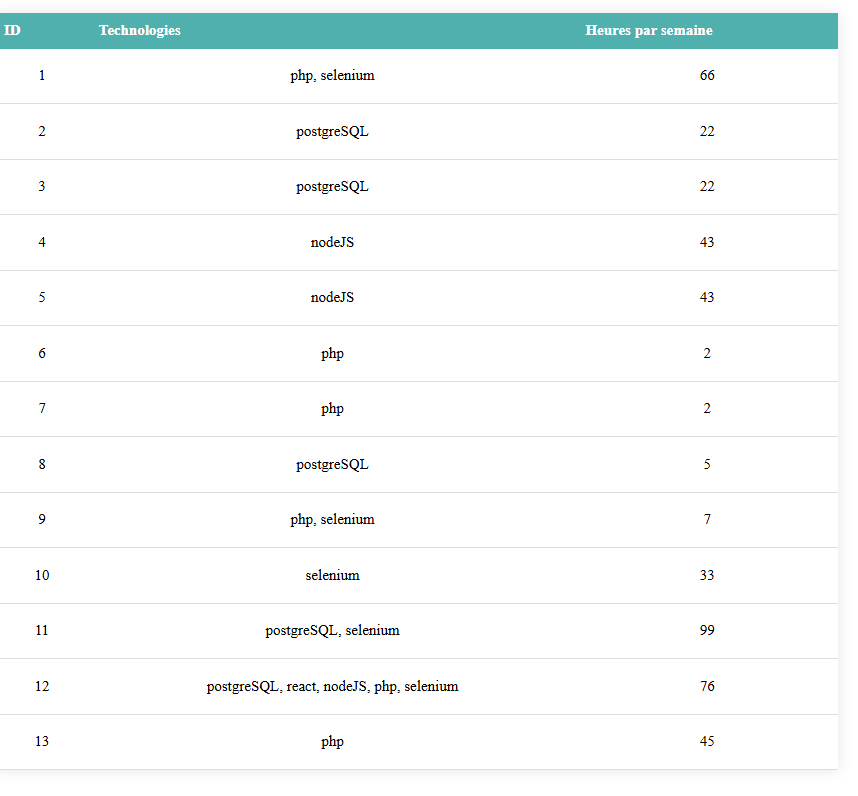 ID Technologies Heures par semaine
1 php, selenium 66
2 postgreSQL 22
3 postgreSQL 22
4 nodeJS 43
5 nodeJS 43
6 php 2
7 php 2
8 postgreSQL 5
9 php, selenium 7
10 selenium 33
11 postgreSQL, selenium 99
12 postgreSQL, react, nodeJS, php, selenium 76
13 php 45